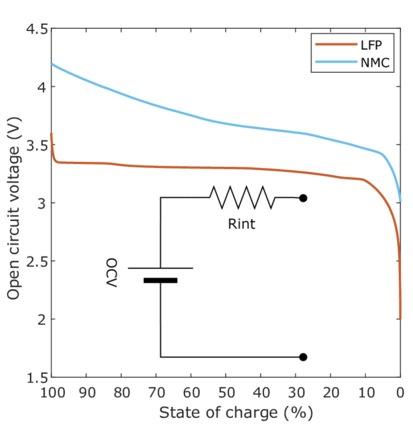 4.5
4
3.5
3
2.5
2
1.5
Open circuit voltage (V)
LFP
NMC
Rint
OCV
100 90 80 70 60 50 40 30 20 10 0
State of charge (%)